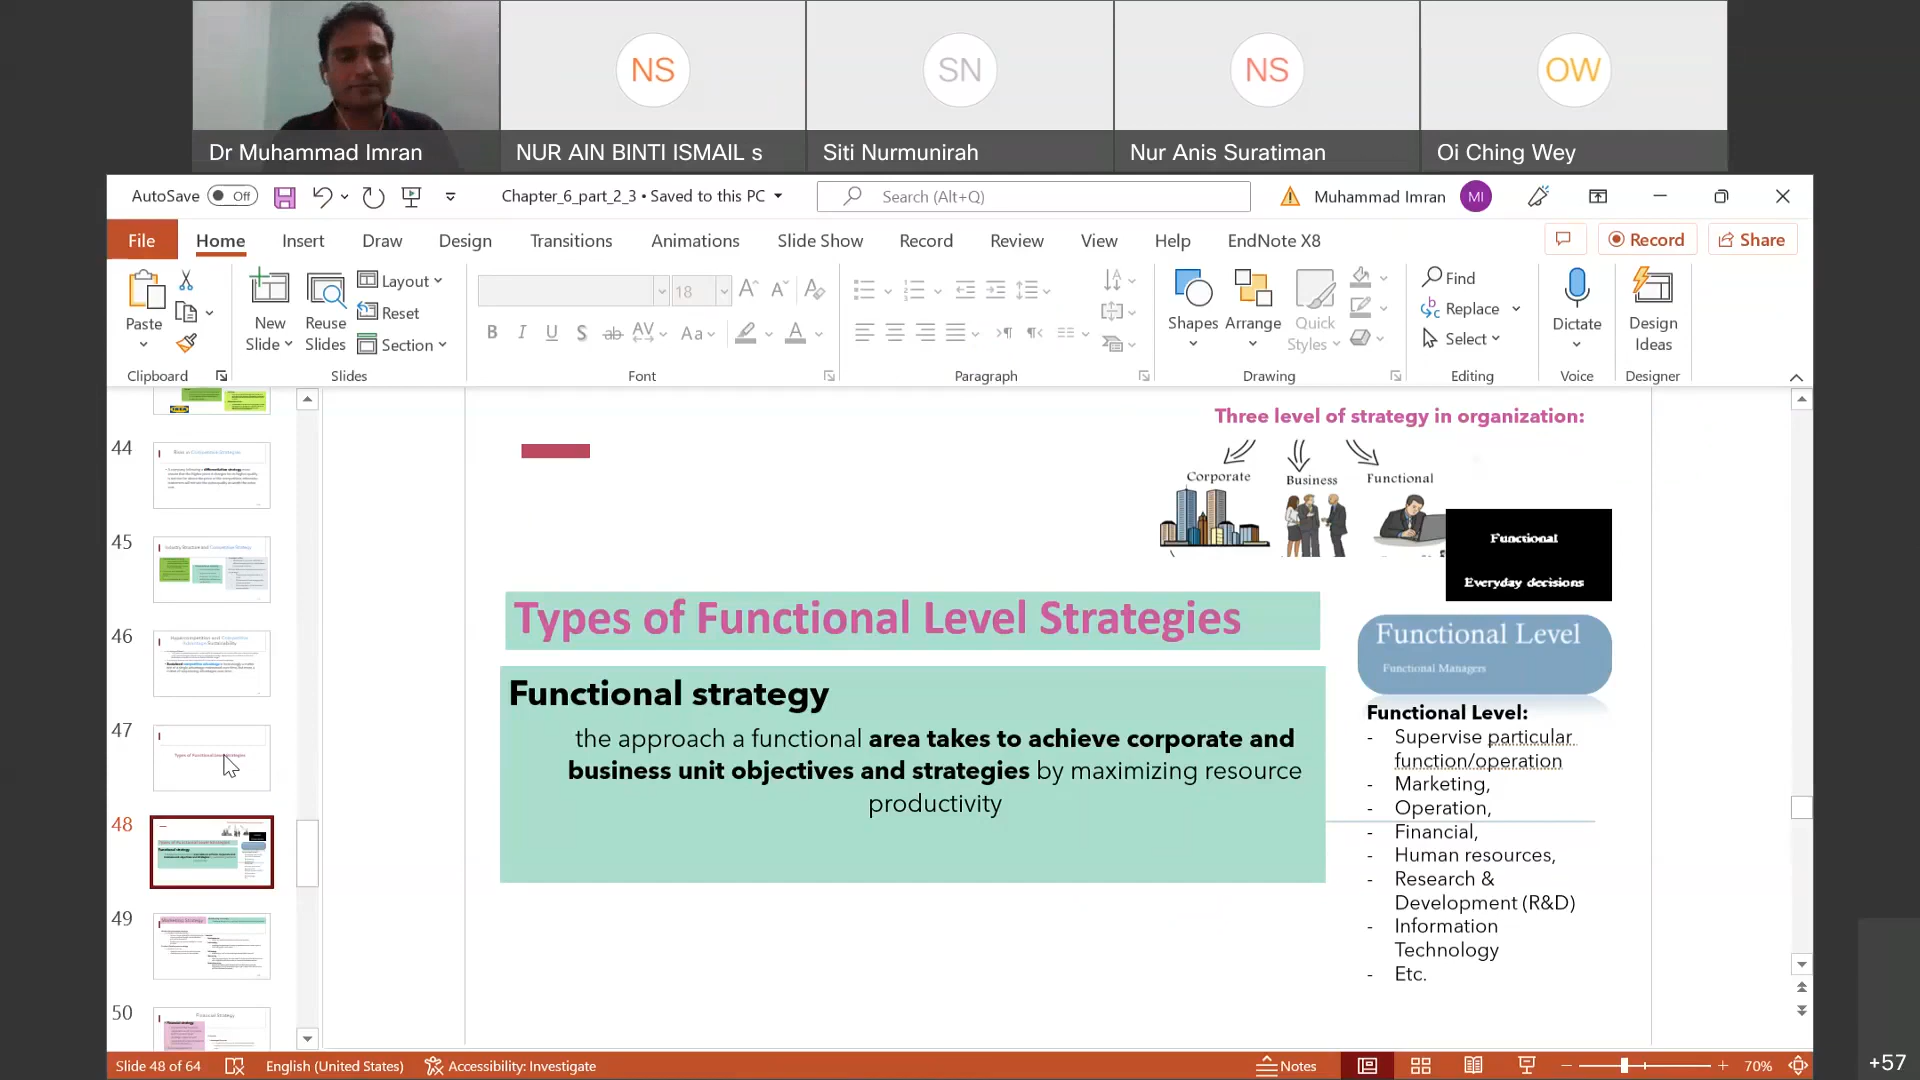 NS
SN
NS
OW
Dr Muhammad Imran
NUR AIN BINTI ISMAIL s
Siti Nurmunirah
Nur Anis Suratiman
Oi Ching Wey
AutoSave Off
Chapter_6_part_2_3 • Saved to this PC
Search (Alt+Q)
Muhammad Imran MI
File
Home
Insert
Draw
Design
Transitions
Animations
Slide Show
Record
Review
View
Help
EndNote X8
Record
Share
Paste
New
Slide
Reuse
Slides
Layout
Reset
Section
18
Shapes
Arrange
Quick
Styles
Find
Replace
Select
Dictate
Design
Ideas
Clipboard
Slides
Font
Paragraph
Drawing
Editing
Voice
Designer
44
45
46
47
48
49
50
Three level of strategy in organization:
Corporate
Business
Functional
Functional
Everyday decisions
Types of Functional Level Strategies
Functional strategy
the approach a functional area takes to achieve corporate and
business unit objectives and strategies by maximizing resource
productivity
Functional Level
Functional Managers
Functional Level:
- Supervise particular
function/operation
- Marketing,
- Operation,
- Financial,
- Human resources,
- Research &
Development (R&D)
- Information
Technology
- Etc.
Slide 48 of 64
English (United States)
Accessibility: Investigate
Notes
70%
+57